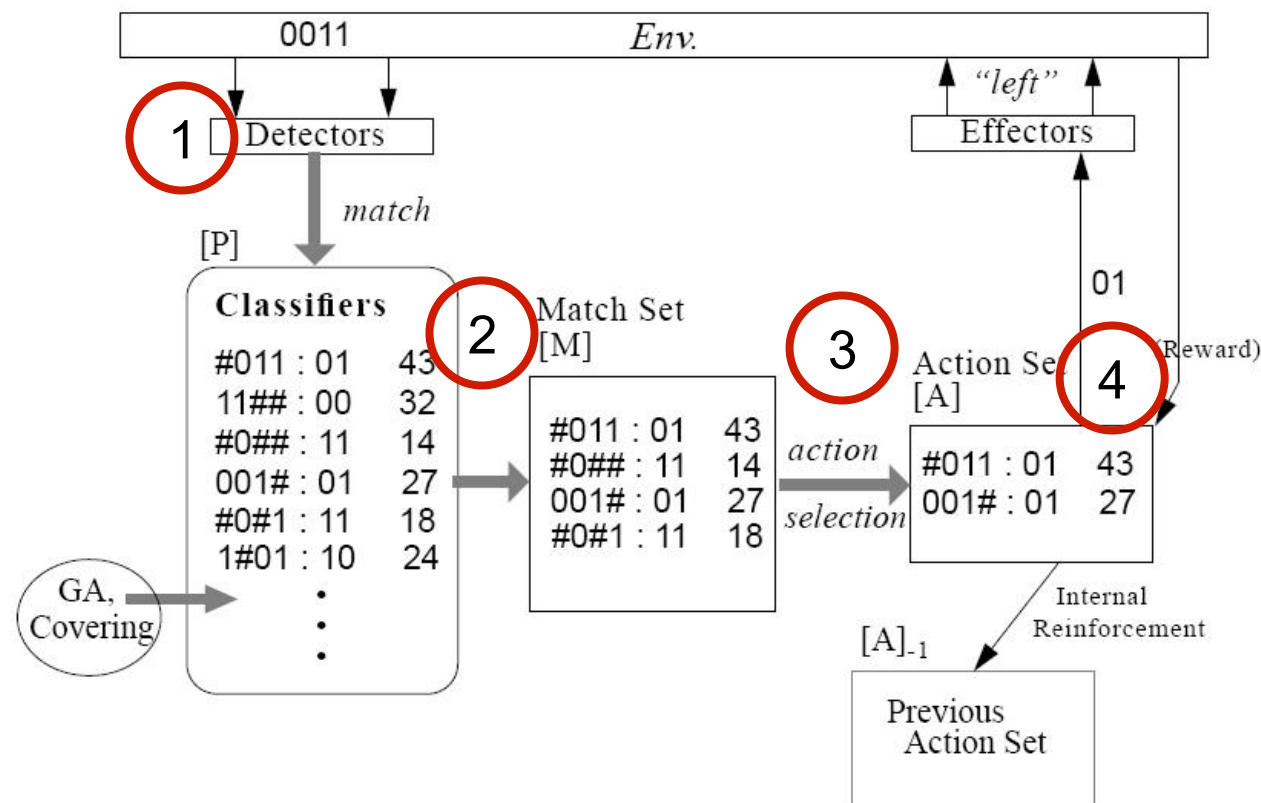 0011 Env.
1 Detectors
"left"
Effectors
match
[P]
Classifiers
#011 : 01 43
11## : 00 32
#0## : 11 14
001# : 01 27
#0#1 : 11 18
1#01 : 10 24
GA,
Covering
2
Match Set
[M]
#011 : 01 43
#0## : 11 14
001# : 01 27
#0#1 : 11 18
3
action
selection
01
(Reward)
4
Action Set
[A]
#011 : 01 43
001# : 01 27
Internal
Reinforcement
[A]-1
Previous
Action Set